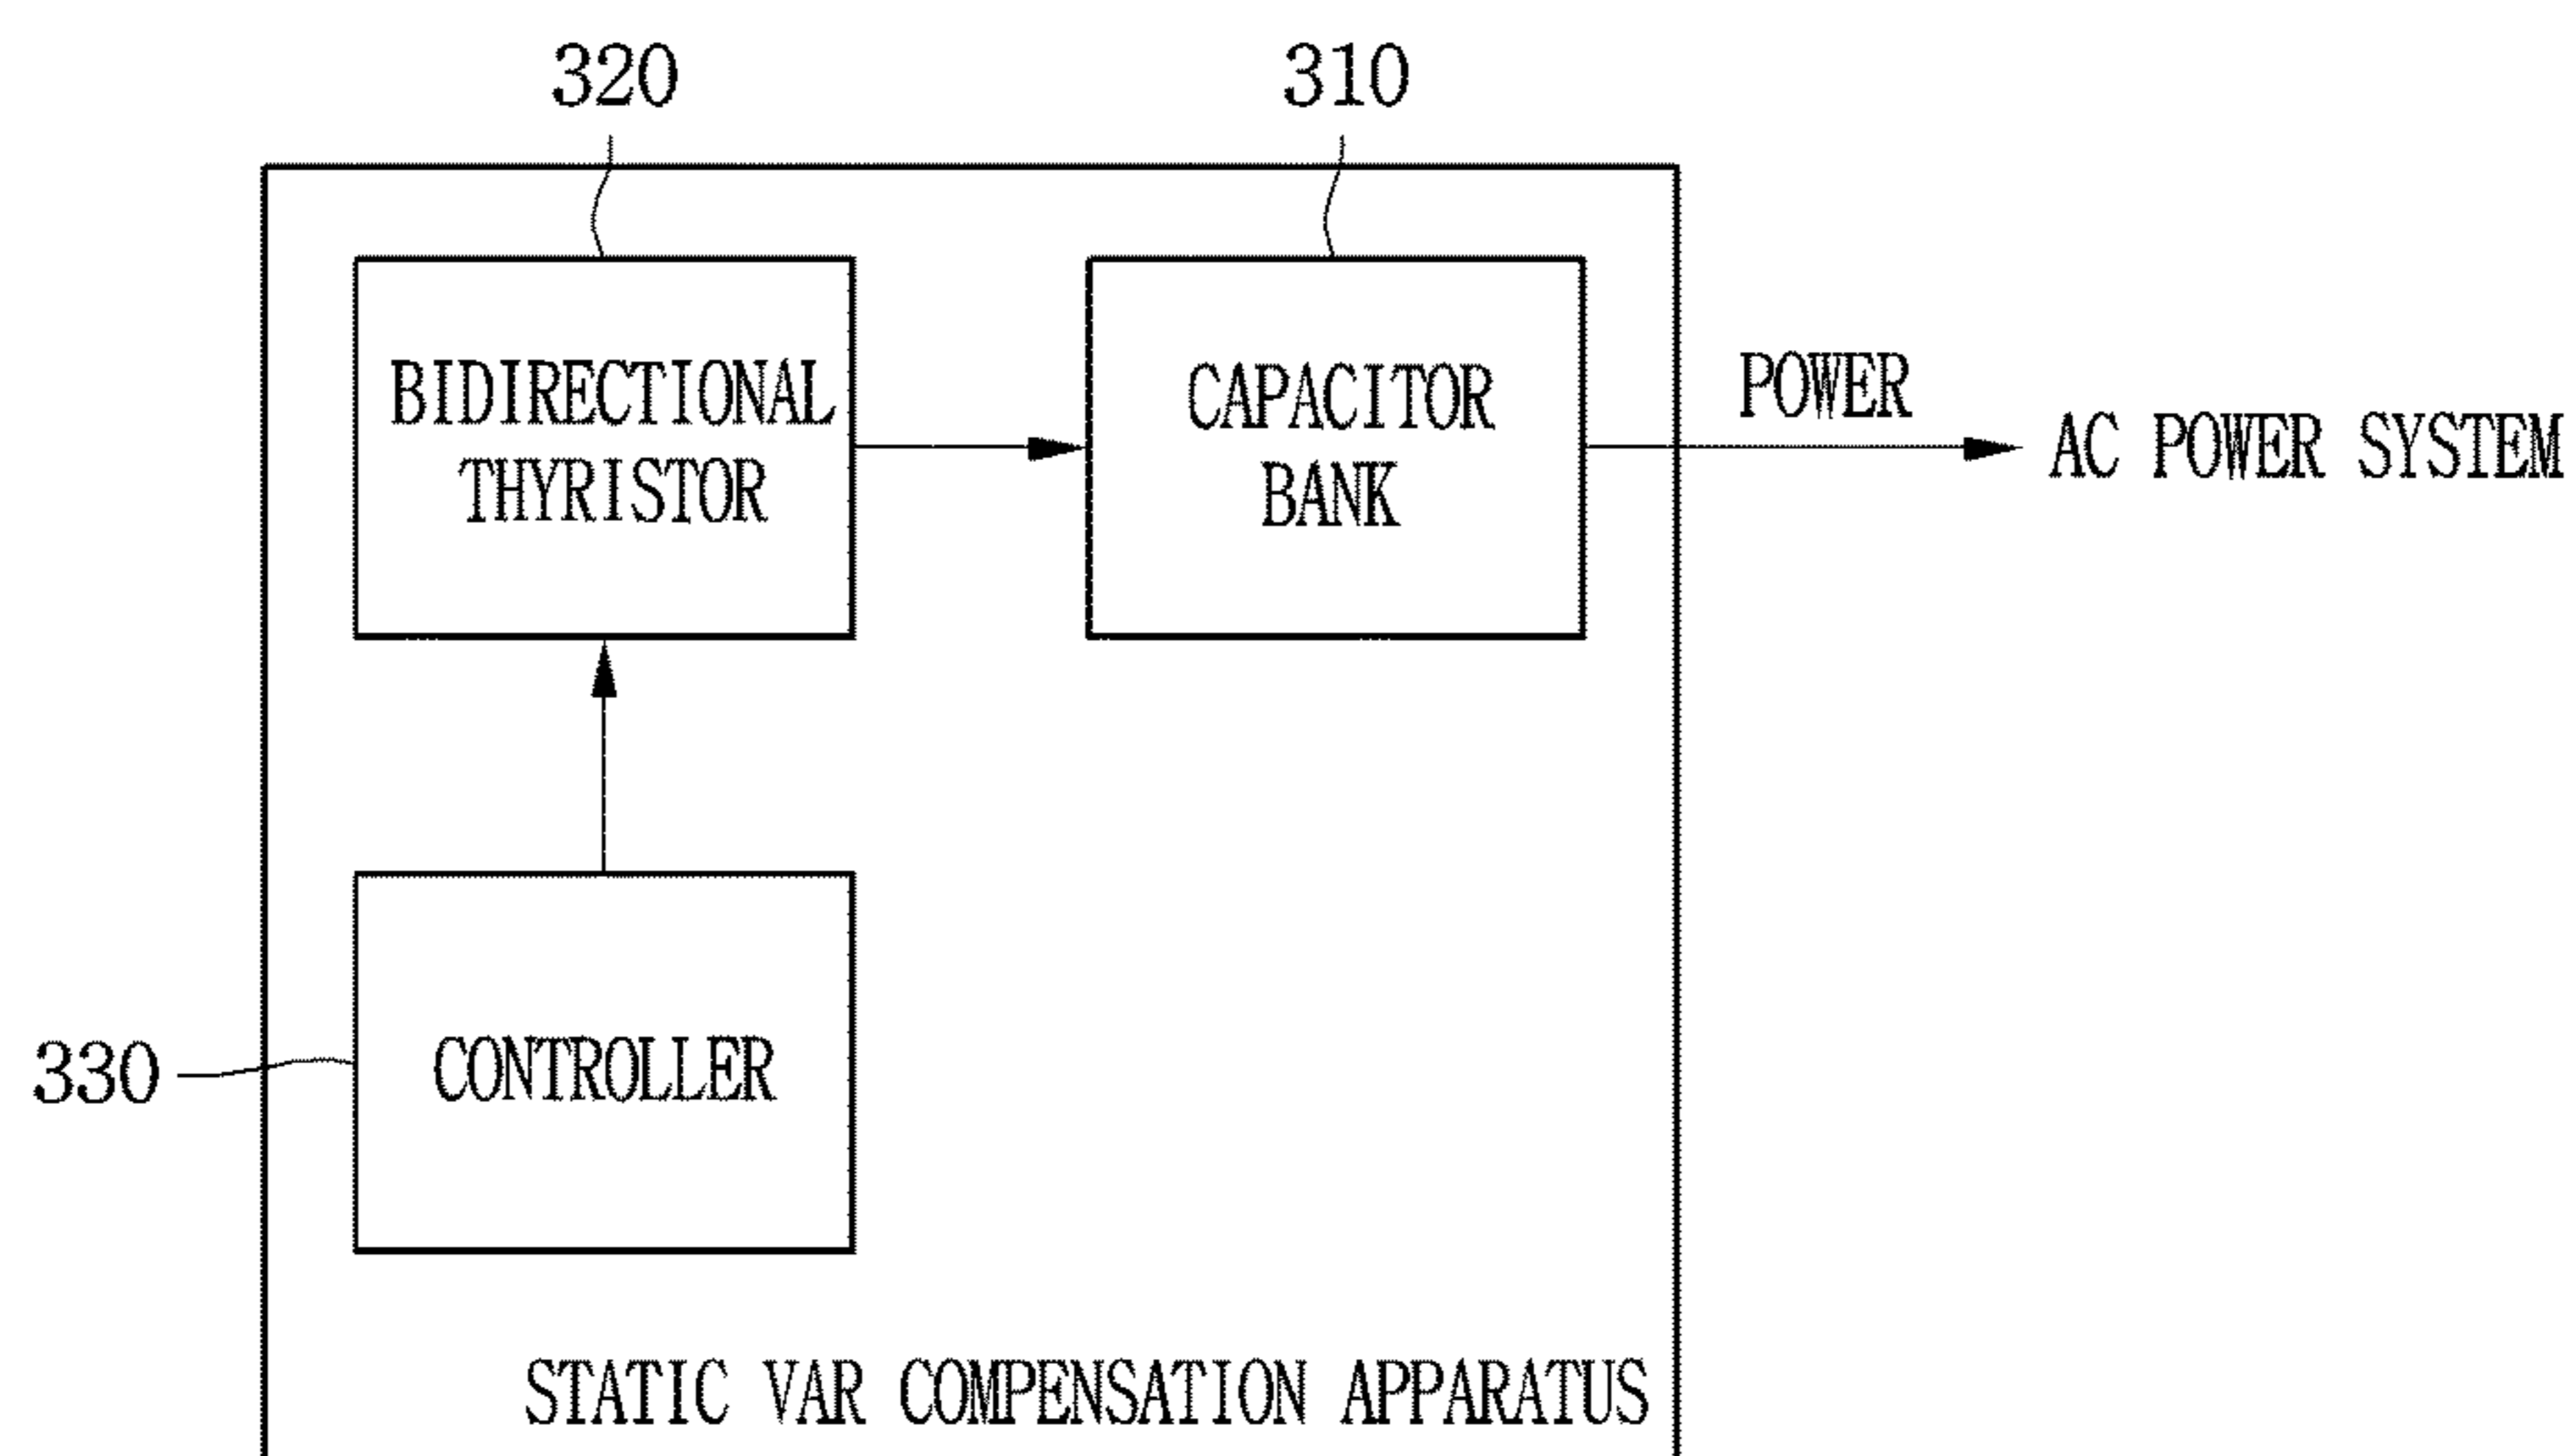 320
310
BIDIRECTIONAL
THYRISTOR
CAPACITOR
BANK
POWER
AC POWER SYSTEM
330
CONTROLLER
STATIC VAR COMPENSATION APPARATUS